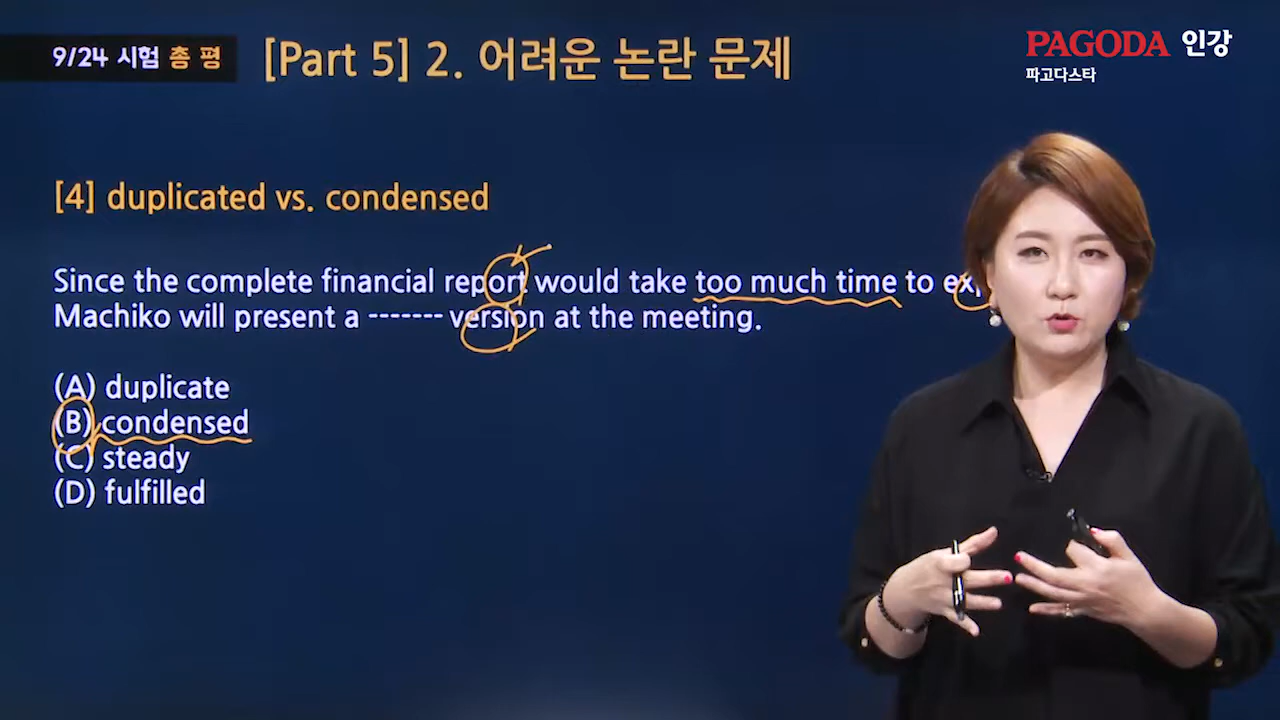 9/24 시험 총 평
[Part 5] 2. 어려운 논란 문제
PAGODA 인강
파고다스타
[4] duplicated vs. condensed
Since the complete financial report would take too much time to
Machiko will present a ------- version at the meeting.
(A) duplicate
(B) condensed
(C) steady
(D) fulfilled